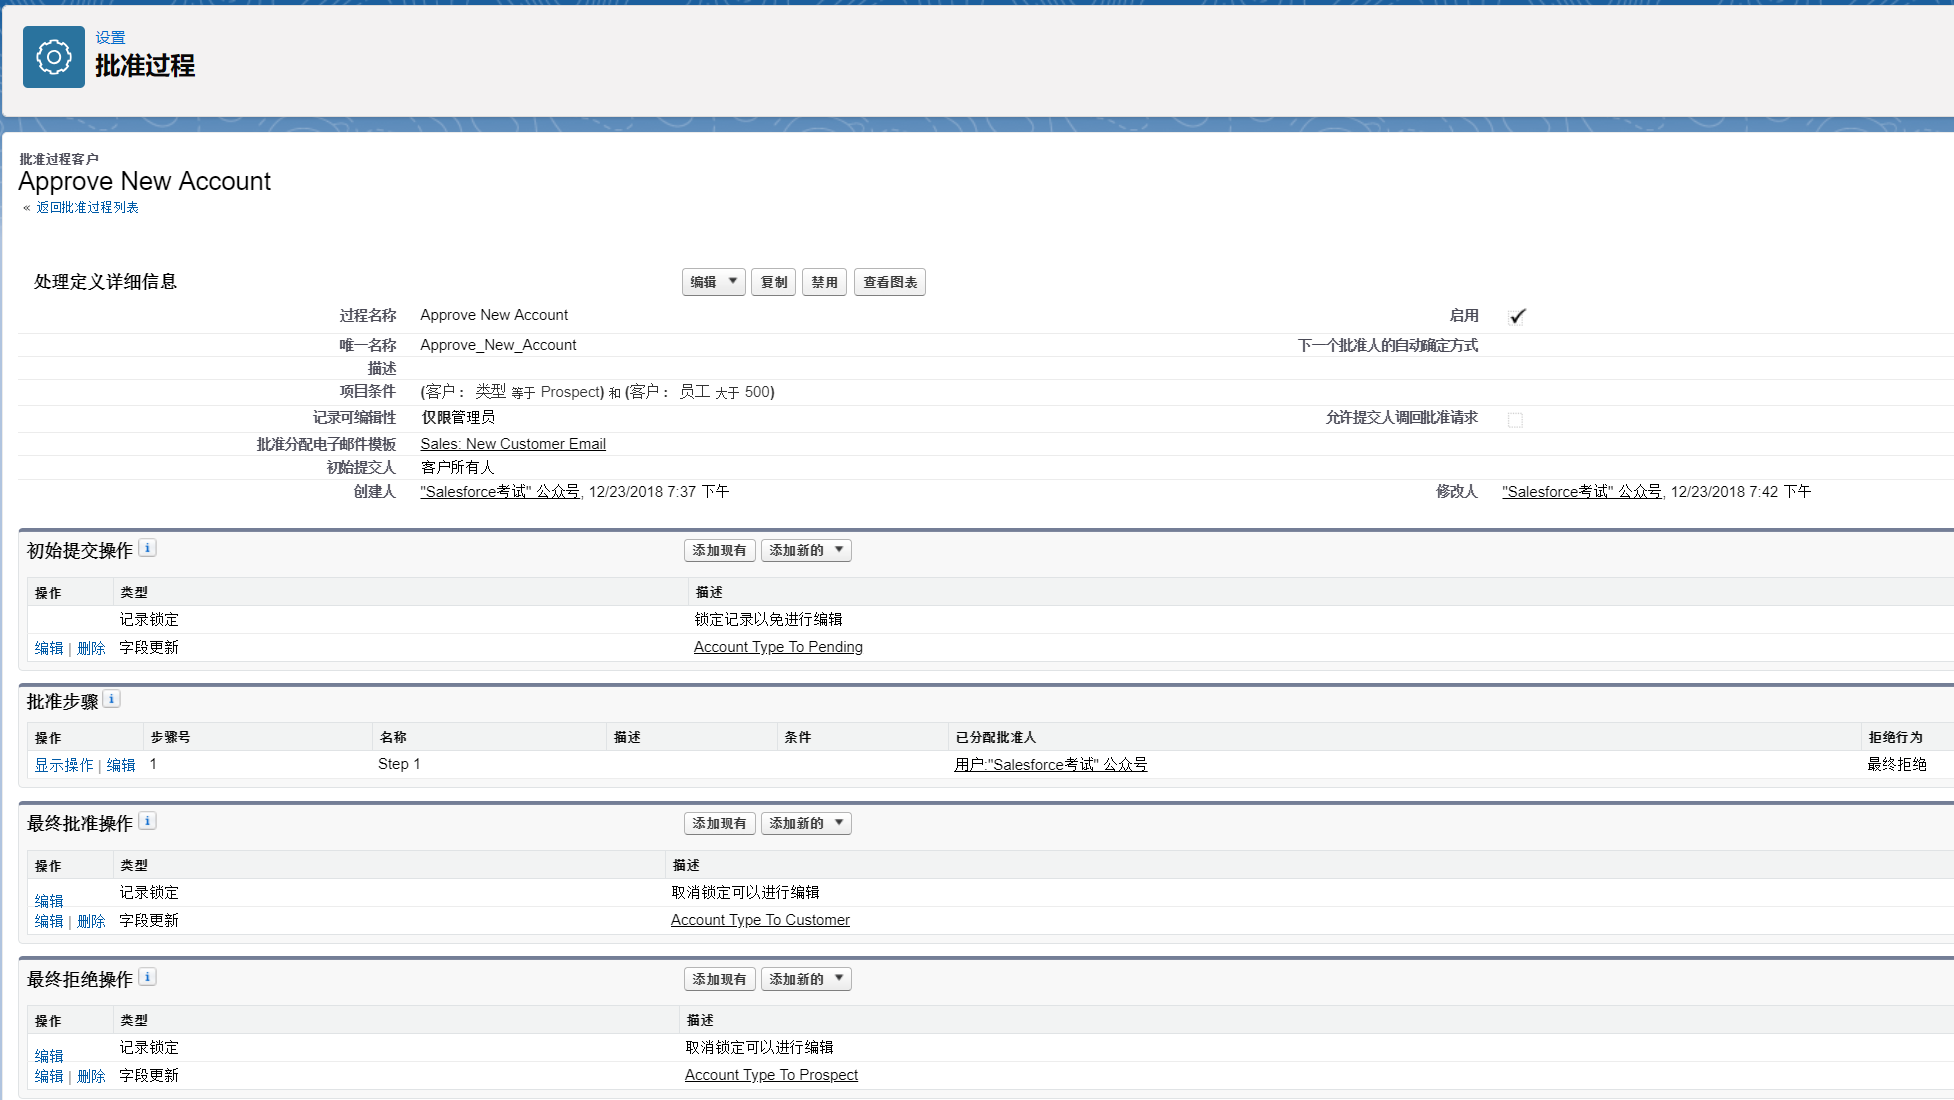 设置
批准过程
批准过程客户
Approve New Account
« 返回批准过程列表
处理定义详细信息 编辑 复制 禁用 查看图表
过程名称 Approve New Account 启用
唯一名称 Approve_New_Account 下一个批准人的自动确定方式
描述
项目条件 (客户： 类型 等于 Prospect) 和 (客户： 员工 大于 500)
记录可编辑性 仅限管理员 允许提交人调回批准请求
批准分配电子邮件模板 Sales: New Customer Email
初始提交人 客户所有人
创建人 "Salesforce考试" 公众号, 12/23/2018 7:37 下午 修改人 "Salesforce考试" 公众号, 12/23/2018 7:42 下午
初始提交操作 i 添加现有 添加新的
操作 类型 描述
记录锁定 锁定记录以免进行编辑
编辑 | 删除 字段更新 Account Type To Pending
批准步骤 i
操作 步骤号 名称 描述 条件 已分配批准人 拒绝行为
显示操作 | 编辑 1 Step 1 用户:"Salesforce考试" 公众号 最终拒绝
最终批准操作 i 添加现有 添加新的
操作 类型 描述
编辑 记录锁定 取消锁定可以进行编辑
编辑 | 删除 字段更新 Account Type To Customer
最终拒绝操作 i 添加现有 添加新的
操作 类型 描述
编辑 记录锁定 取消锁定可以进行编辑
编辑 | 删除 字段更新 Account Type To Prospect